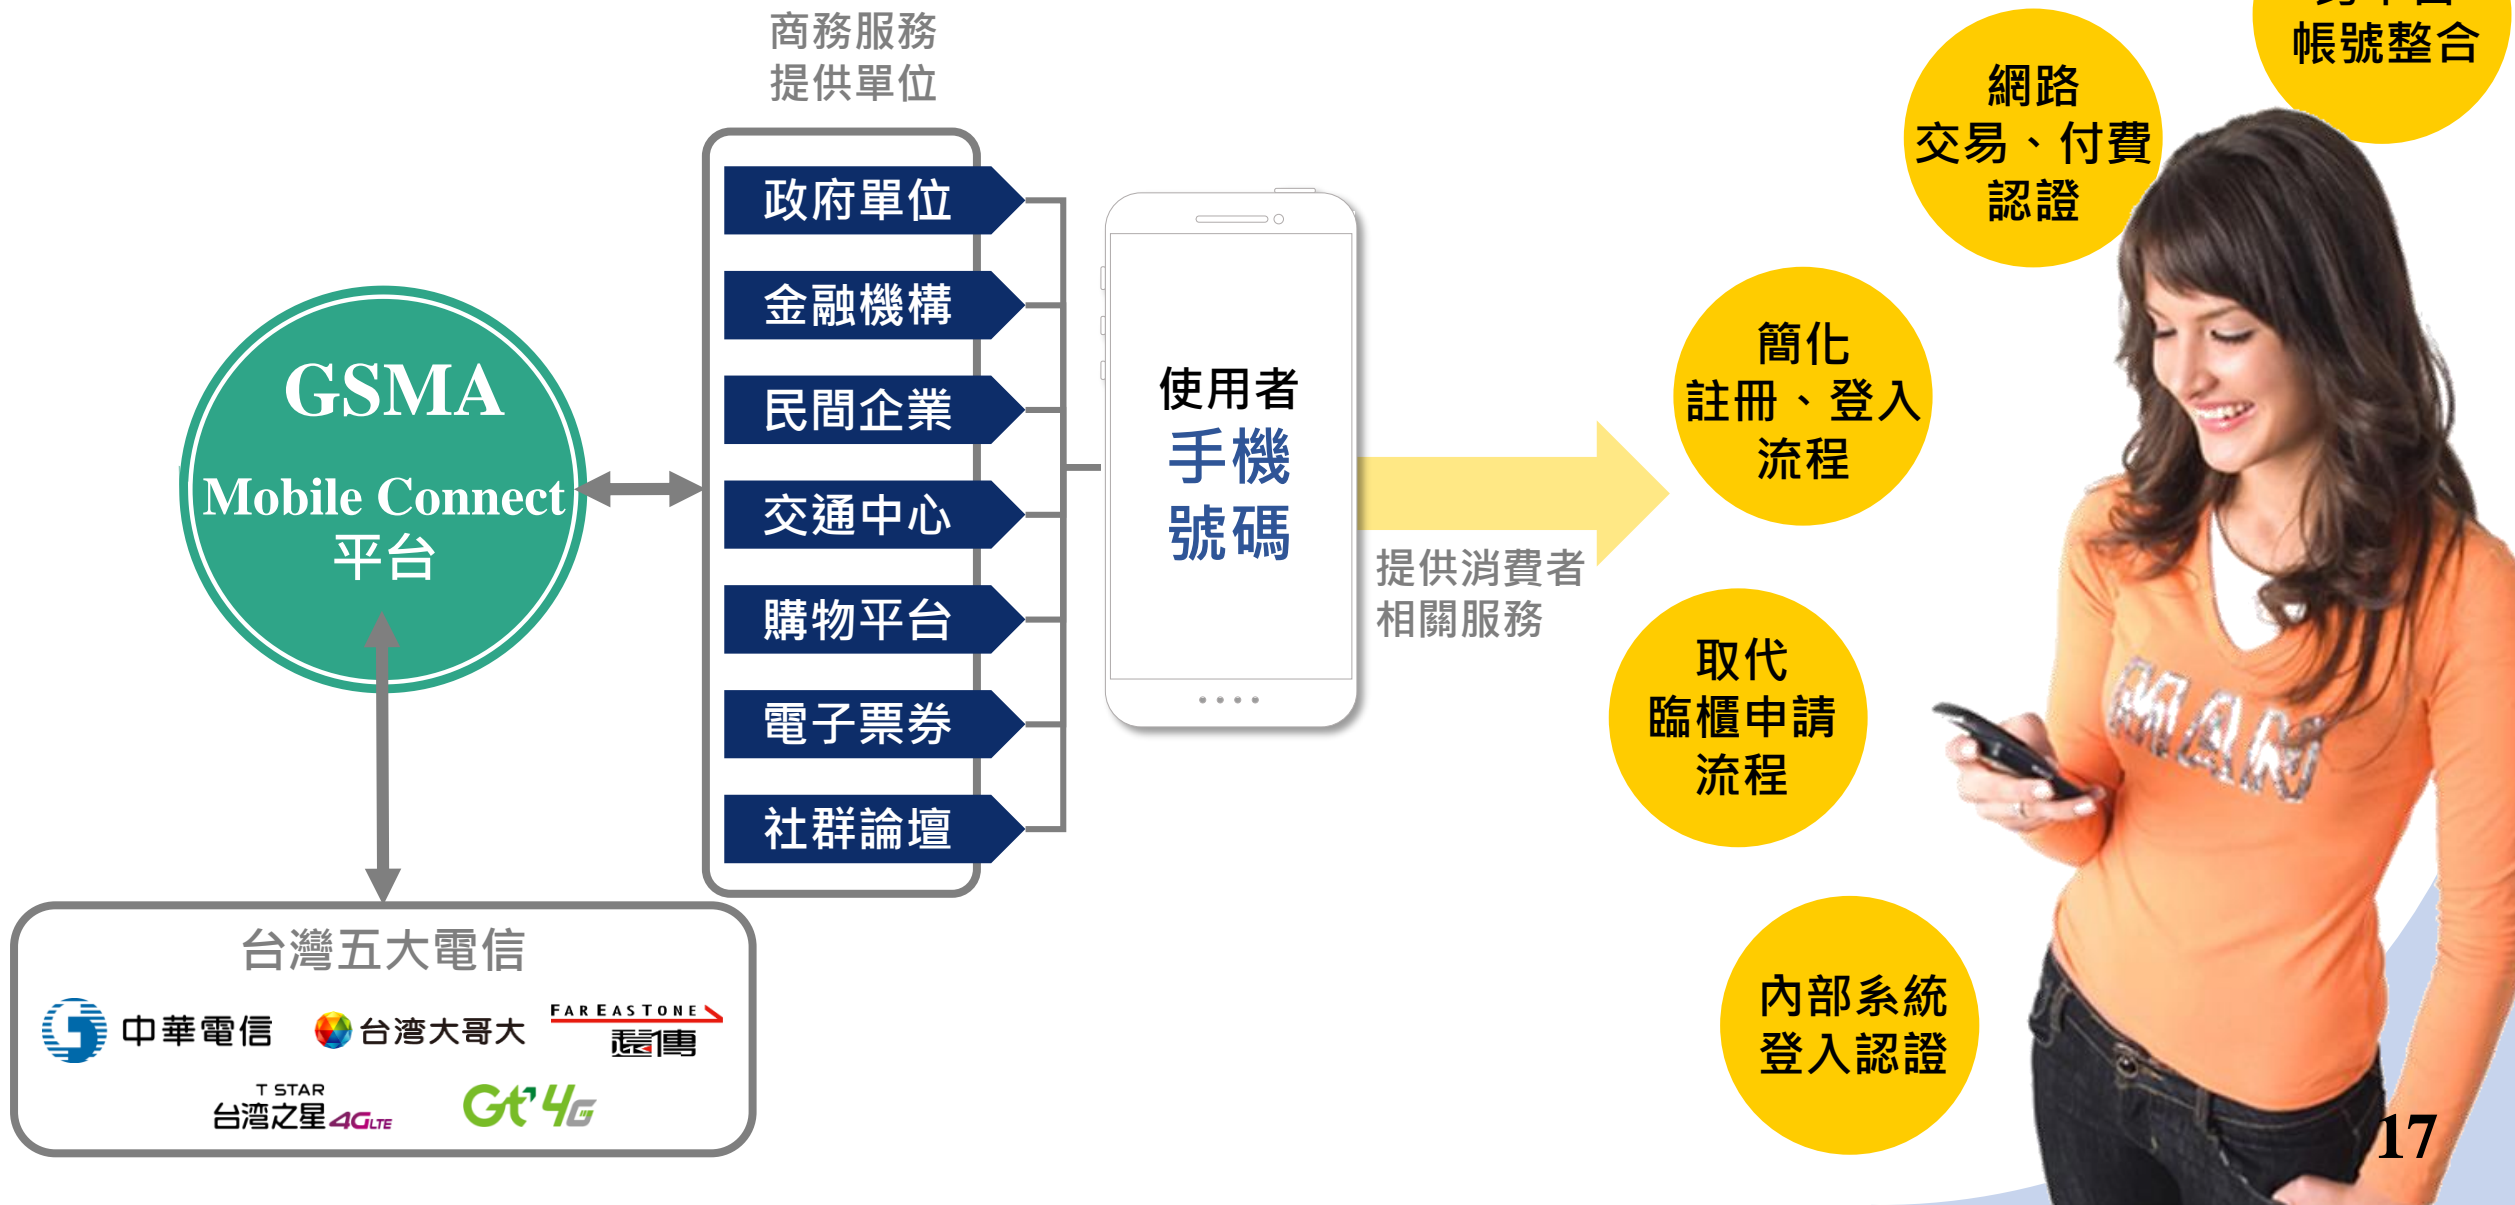 商務服務
提供單位
政府單位
金融機構
民間企業
交通中心
購物平台
電子票券
社群論壇
GSMA
Mobile Connect
平台
台灣五大電信
中華電信
台湾大哥大
FAREASTONE
遠傳
T STAR
台湾之星 4G LTE
Gt 4G
使用者
手機
號碼
提供消費者
相關服務
帳號整合
網路
交易、付費
認證
簡化
註冊、登入
流程
取代
臨櫃申請
流程
內部系統
登入認證
MAN
17